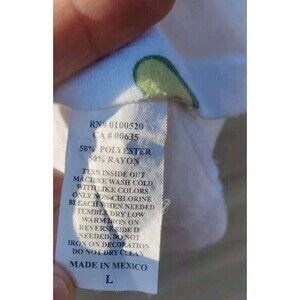 RN# 0100520
CA # 00635
50% POLYESTER
50% RAYON
TURN INSIDE OUT
MACINE WASH COLD
WITH LIKE COLORS
ONLY NON-CHLORINE
BLEACH WHEN NEEDED
TUMBLE DRY LOW
WARM IRON ON
REVERSE SIDE IF
NEEDED, DO NOT
IRON ON DECORATION
DO NOT DRY CLEAN
MADE IN MEXICO
L